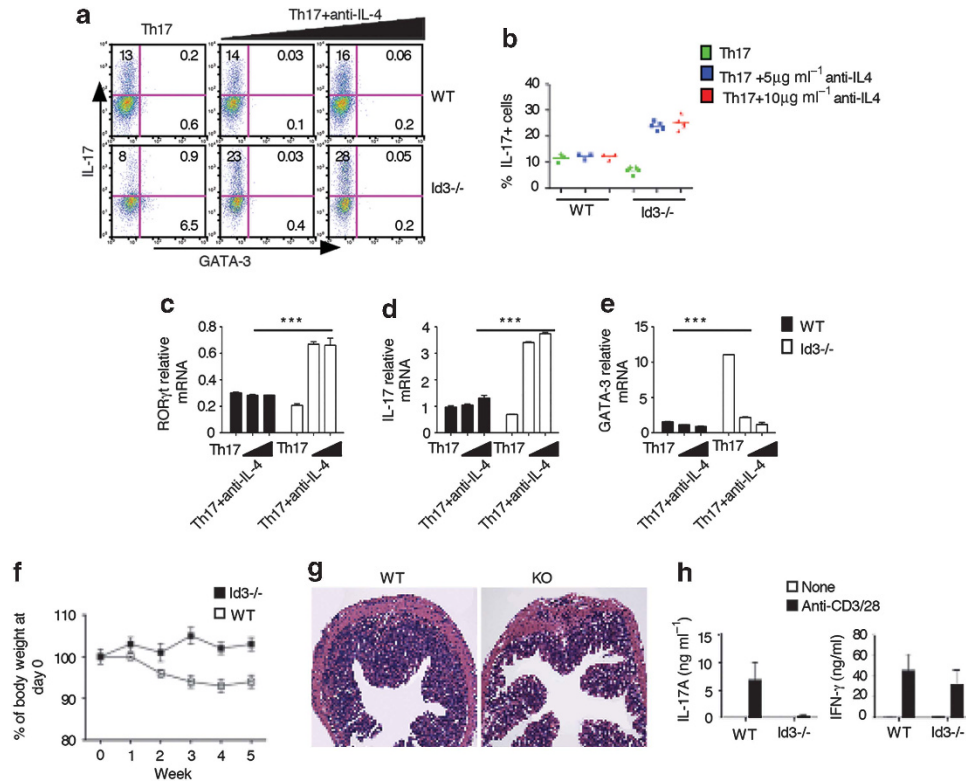 a
Th17
Th17+anti-IL-4
13 0.2
14 0.03
16 0.06
0.6
0.1
0.2
WT
8 0.9
23 0.03
28 0.05
6.5
0.4
0.2
Id3-/-
IL-17
GATA-3
b
Th17
Th17 +5μg ml⁻¹ anti-IL4
Th17+10μg ml⁻¹ anti-IL4
% IL-17+ cells
40
30
20
10
0
WT Id3-/-
c
***
RORγt relative mRNA
0.8
0.6
0.4
0.2
0
Th17 Th17
Th17+anti-IL-4 Th17+anti-IL-4
d
***
IL-17 relative mRNA
4
3
2
1
0
Th17 Th17
Th17+anti-IL-4 Th17+anti-IL-4
e
***
GATA-3 relative mRNA
15
10
5
0
Th17 Th17
Th17+anti-IL-4 Th17+anti-IL-4
WT
Id3-/-
f
Id3-/-
WT
% of body weight at day 0
110
100
90
80
0 1 2 3 4 5
Week
g
WT KO
h
None
Anti-CD3/28
IL-17A (ng ml⁻¹)
15
10
5
0
WT Id3-/-
IFN-γ (ng/ml)
100
80
60
40
20
0
WT Id3-/-